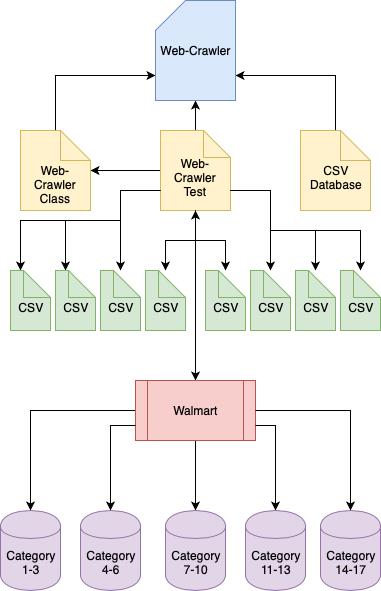 Web-Crawler
Web-
Crawler
Class
Web-
Crawler
Test
CSV
Database
CSV
CSV
CSV
CSV
CSV
CSV
CSV
CSV
Walmart
Category
1-3
Category
4-6
Category
7-10
Category
11-13
Category
14-17